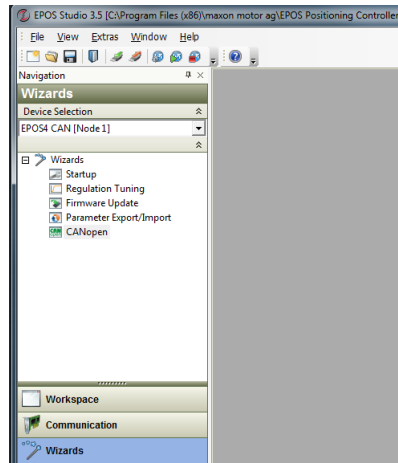 EPOS Studio 3.5 [C:\Program Files (x86)\maxon motor ag\EPOS Positioning Controller
File View Extras Window Help
Navigation
Wizards
Device Selection
EPOS4 CAN [Node 1]
Wizards
Startup
Regulation Tuning
Firmware Update
Parameter Export/Import
CANopen
Workspace
Communication
Wizards